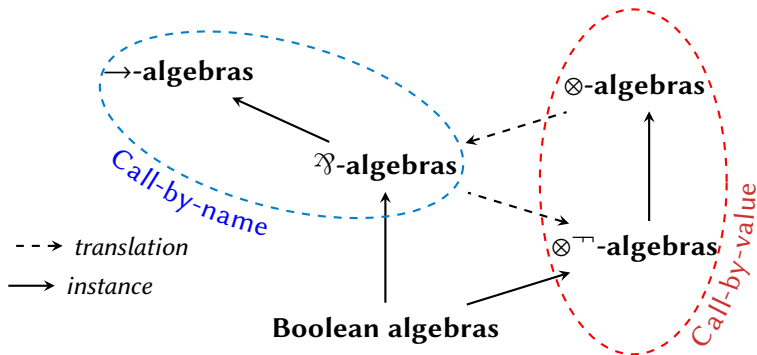 →-algebras
⊗-algebras
⅋-algebras
Call-by-name
⊗⫟-algebras
Call-by-value
translation
instance
Boolean algebras